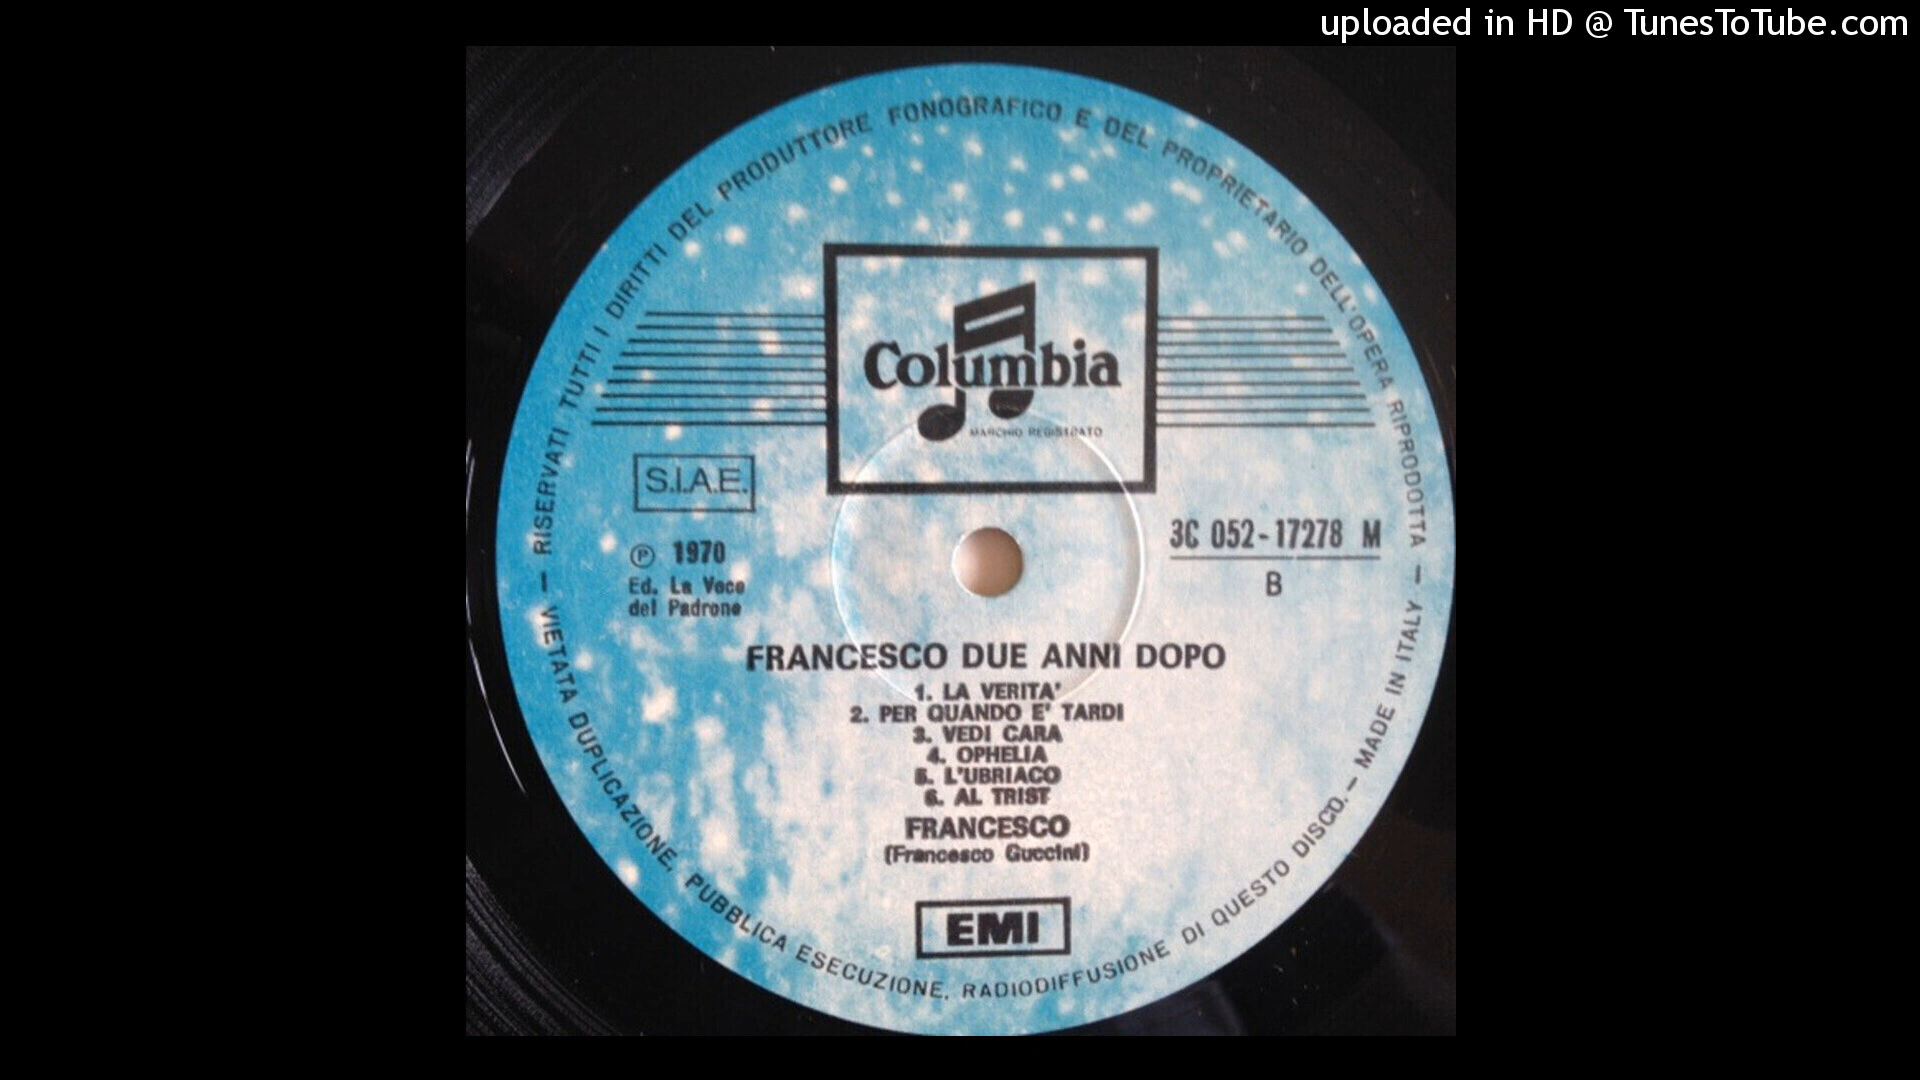 uploaded in HD @ TunesToTube.com
RISERVATI TUTTI I DIRITTI DEL PRODUTTORE FONOGRAFICO E DEL PROPRIETARIO DELL'OPERA RIPRODOTTA – MADE IN ITALY –
VIETATA DUPLICAZIONE, PUBBLICA ESECUZIONE, RADIODIFFUSIONE DI QUESTO DISCO. –
Columbia
MARCHIO REGISTRATO
S.I.A.E.
3C 052-17278 M
B
℗ 1970
Ed. La Voce
del Padrone
FRANCESCO DUE ANNI DOPO
1. LA VERITA'
2. PER QUANDO E' TARDI
3. VEDI CARA
4. OPHELIA
5. L'UBRIACO
6. AL TRIST
FRANCESCO
(Francesco Guccini)
EMI